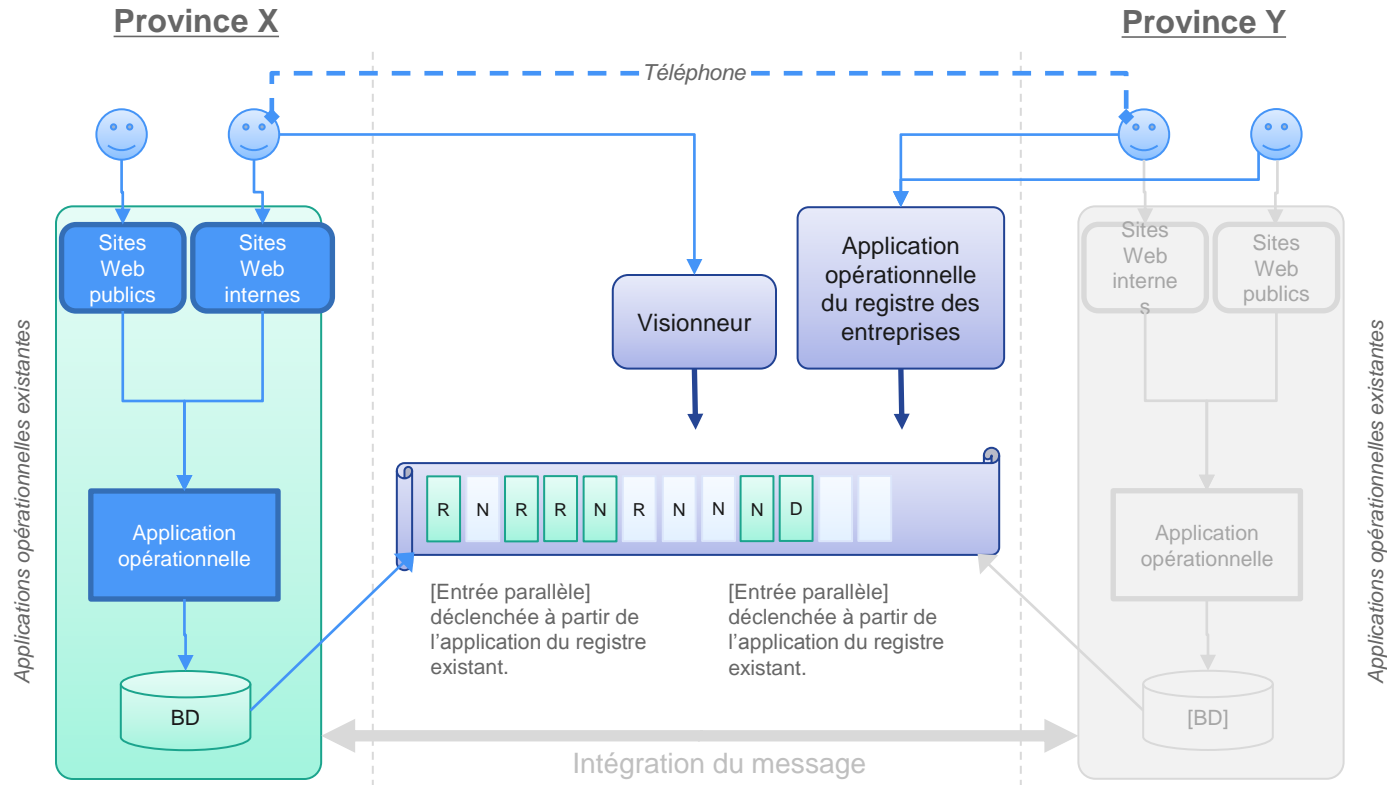 Province X
Province Y
Téléphone
Sites
Web
publics
Sites
Web
internes
Visionneur
Application
opérationnelle
du registre des
entreprises
Sites
Web
interne
s
Sites
Web
publics
Applications opérationnelles existantes
Applications opérationnelles existantes
R N R R N R N N N D
Application
opérationnelle
Application
opérationnelle
[Entrée parallèle]
déclenchée à partir de
l’application du registre
existant.
[Entrée parallèle]
déclenchée à partir de
l’application du registre
existant.
BD
[BD]
Intégration du message